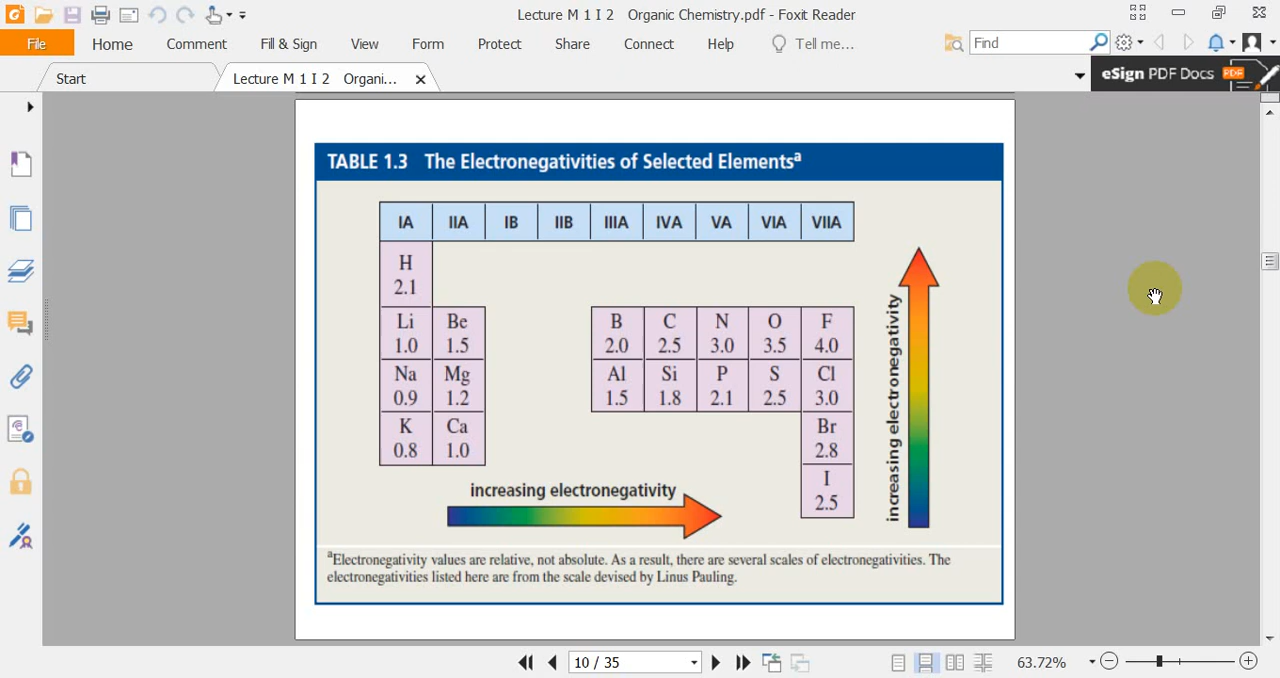 Lecture M 1 I 2 Organic Chemistry.pdf - Foxit Reader
File Home Comment Fill & Sign View Form Protect Share Connect Help Tell me... Find
Start Lecture M 1 I 2 Organi... eSign PDF Docs PDF
TABLE 1.3 The Electronegativities of Selected Elementsa
IA IIA IB IIB IIIA IVA VA VIA VIIA
H
2.1
Li Be B C N O F
1.0 1.5 2.0 2.5 3.0 3.5 4.0
Na Mg Al Si P S Cl
0.9 1.2 1.5 1.8 2.1 2.5 3.0
K Ca Br
0.8 1.0 2.8
I
2.5
increasing electronegativity
increasing electronegativity
aElectronegativity values are relative, not absolute. As a result, there are several scales of electronegativities. The
electronegativities listed here are from the scale devised by Linus Pauling.
10 / 35 63.72%